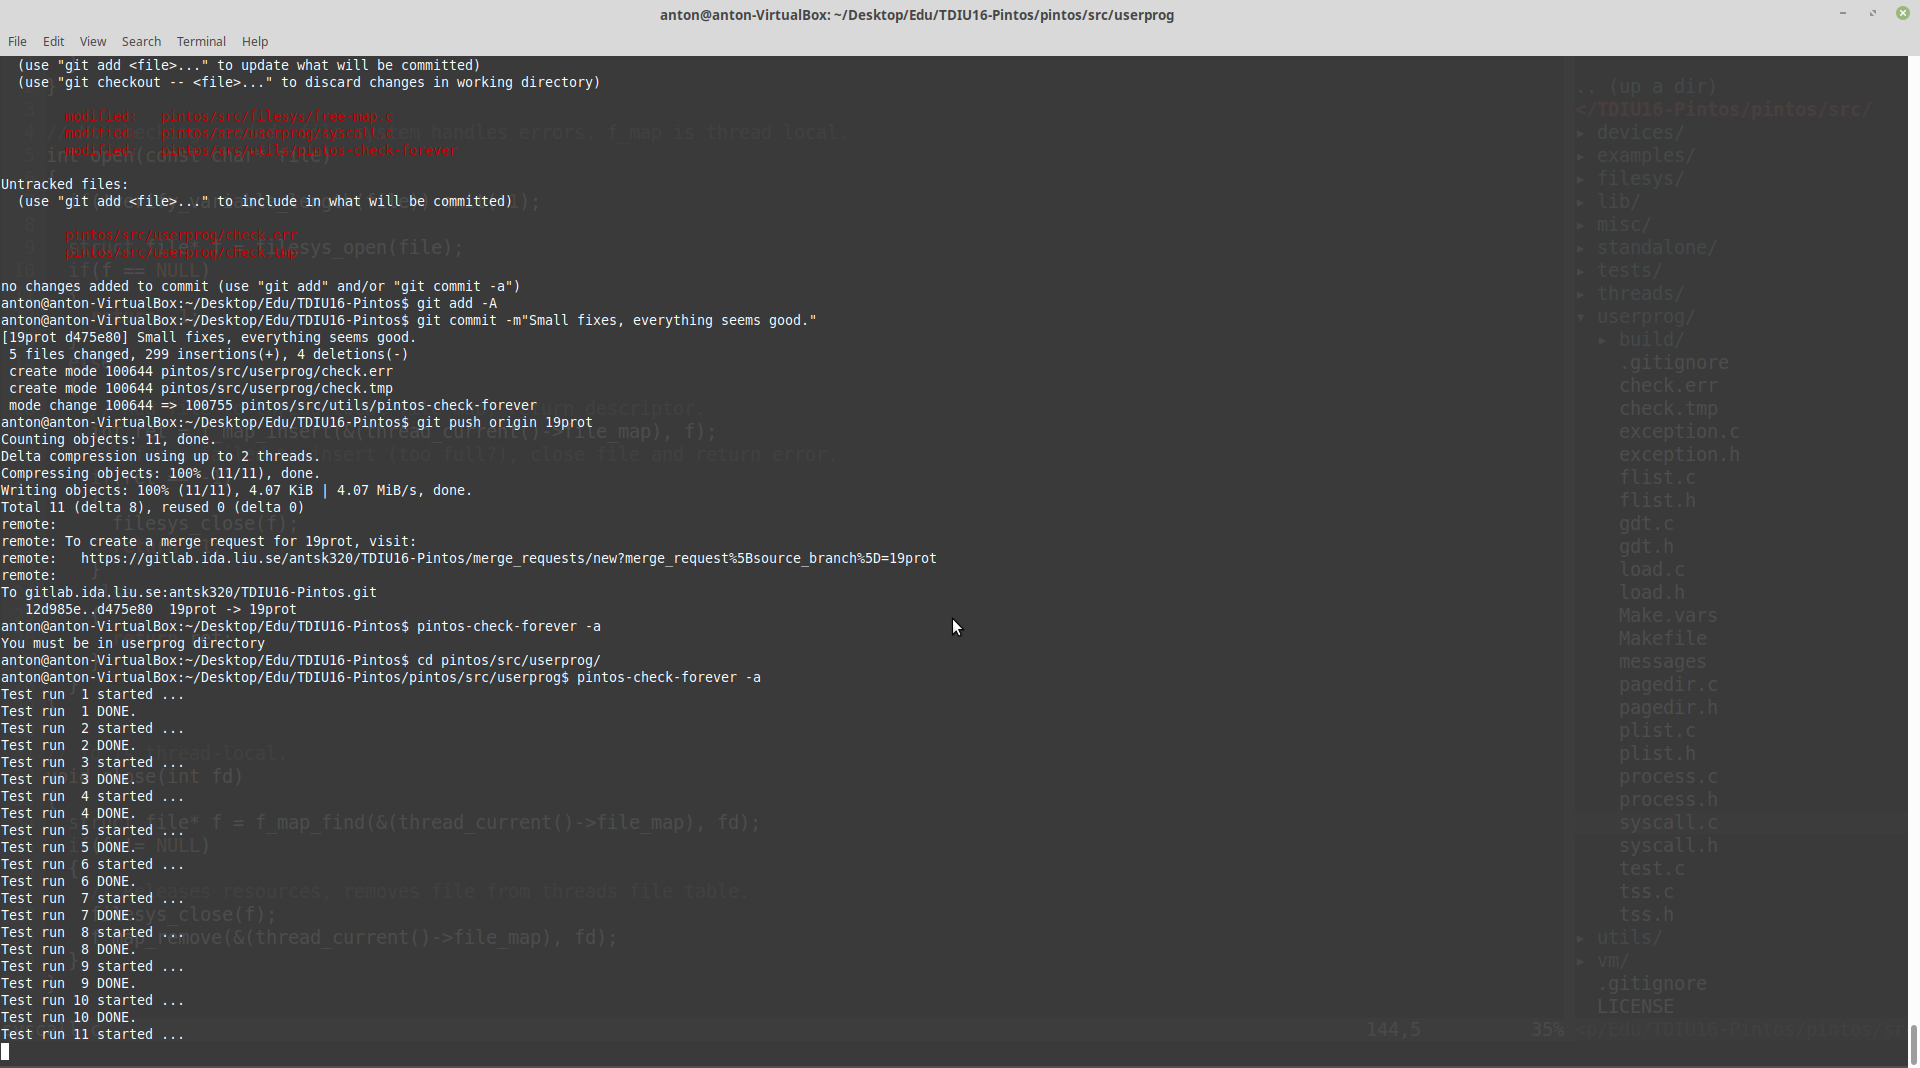 anton@anton-VirtualBox: ~/Desktop/Edu/TDIU16-Pintos/pintos/src/userprog
File Edit View Search Terminal Help
(use "git add <file>..." to update what will be committed)
(use "git checkout -- <file>..." to discard changes in working directory)
modified: pintos/src/filesys/free-map.c
modified: pintos/src/userprog/syscall.c
modified: pintos/src/utils/pintos-check-forever
Untracked files:
(use "git add <file>..." to include in what will be committed)
pintos/src/userprog/check.err
pintos/src/userprog/check.tmp
no changes added to commit (use "git add" and/or "git commit -a")
anton@anton-VirtualBox:~/Desktop/Edu/TDIU16-Pintos$ git add -A
anton@anton-VirtualBox:~/Desktop/Edu/TDIU16-Pintos$ git commit -m"Small fixes, everything seems good."
[19prot d475e80] Small fixes, everything seems good.
5 files changed, 299 insertions(+), 4 deletions(-)
create mode 100644 pintos/src/userprog/check.err
create mode 100644 pintos/src/userprog/check.tmp
mode change 100644 => 100755 pintos/src/utils/pintos-check-forever
anton@anton-VirtualBox:~/Desktop/Edu/TDIU16-Pintos$ git push origin 19prot
Counting objects: 11, done.
Delta compression using up to 2 threads.
Compressing objects: 100% (11/11), done.
Writing objects: 100% (11/11), 4.07 KiB | 4.07 MiB/s, done.
Total 11 (delta 8), reused 0 (delta 0)
remote:
remote: To create a merge request for 19prot, visit:
remote:   https://gitlab.ida.liu.se/antsk320/TDIU16-Pintos/merge_requests/new?merge_request%5Bsource_branch%5D=19prot
remote:
To gitlab.ida.liu.se:antsk320/TDIU16-Pintos.git
12d985e..d475e80  19prot -> 19prot
anton@anton-VirtualBox:~/Desktop/Edu/TDIU16-Pintos$ pintos-check-forever -a
You must be in userprog directory
anton@anton-VirtualBox:~/Desktop/Edu/TDIU16-Pintos$ cd pintos/src/userprog/
anton@anton-VirtualBox:~/Desktop/Edu/TDIU16-Pintos/pintos/src/userprog$ pintos-check-forever -a
Test run  1 started ...
Test run  1 DONE.
Test run  2 started ...
Test run  2 DONE.
Test run  3 started ...
Test run  3 DONE.
Test run  4 started ...
Test run  4 DONE.
Test run  5 started ...
Test run  5 DONE.
Test run  6 started ...
Test run  6 DONE.
Test run  7 started ...
Test run  7 DONE.
Test run  8 started ...
Test run  8 DONE.
Test run  9 started ...
Test run  9 DONE.
Test run 10 started ...
Test run 10 DONE.
Test run 11 started ...
.. (up a dir)
</TDIU16-Pintos/pintos/src/
▸ devices/
▸ examples/
▸ filesys/
▸ lib/
▸ misc/
▸ standalone/
▸ tests/
▸ threads/
▾ userprog/
▸ build/
.gitignore
check.err
check.tmp
exception.c
exception.h
flist.c
flist.h
gdt.c
gdt.h
load.c
load.h
Make.vars
Makefile
messages
pagedir.c
pagedir.h
plist.c
plist.h
process.c
process.h
syscall.c
syscall.h
test.c
tss.c
tss.h
▸ utils/
▸ vm/
.gitignore
LICENSE
144,5 35%